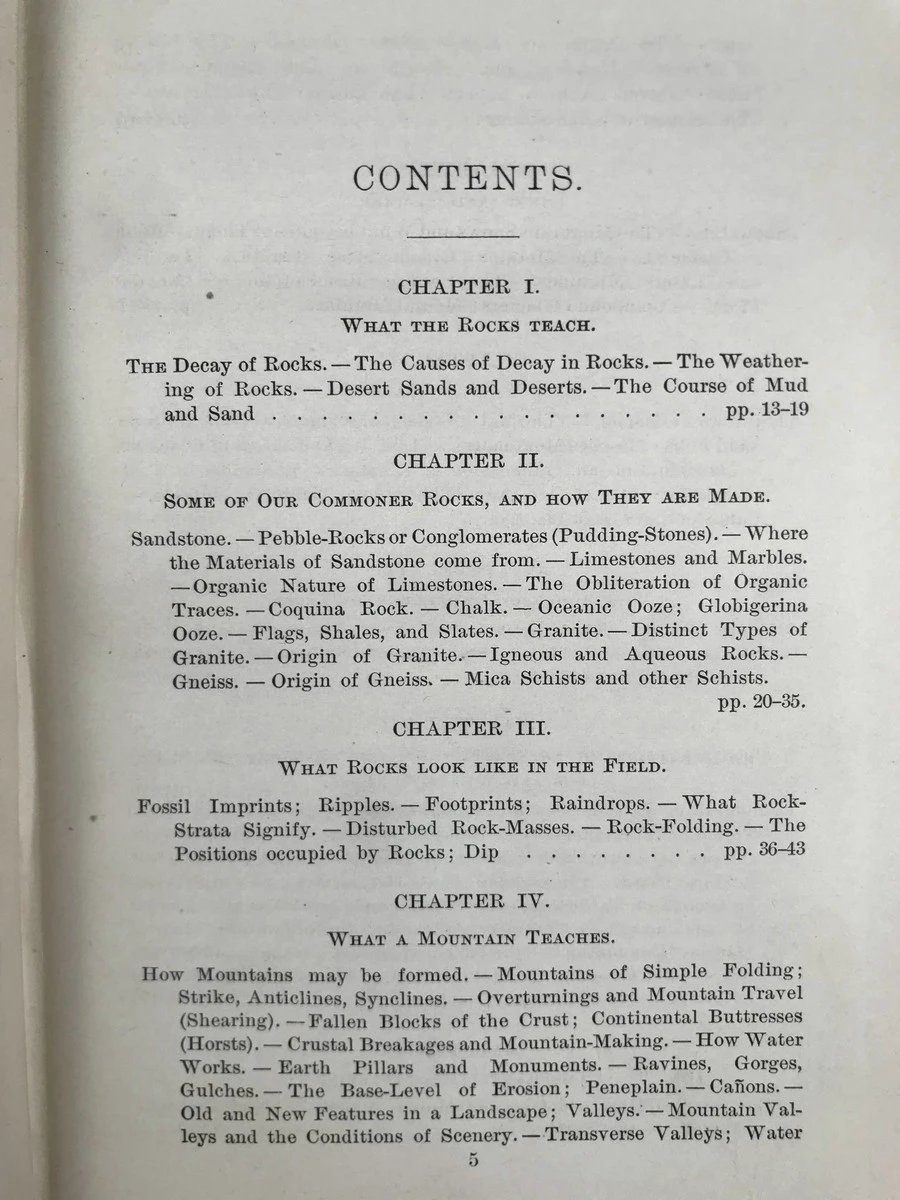 CONTENTS.
CHAPTER I.
WHAT THE ROCKS TEACH.
THE Decay of Rocks. — The Causes of Decay in Rocks. — The Weather-
ing of Rocks. — Desert Sands and Deserts. — The Course of Mud
and Sand . . . . . . . . . . . . . . . . . . . . . pp. 13–19
CHAPTER II.
SOME OF OUR COMMONER ROCKS, AND HOW THEY ARE MADE.
Sandstone. — Pebble-Rocks or Conglomerates (Pudding-Stones). — Where
the Materials of Sandstone come from. — Limestones and Marbles.
— Organic Nature of Limestones. — The Obliteration of Organic
Traces. — Coquina Rock. — Chalk. — Oceanic Ooze; Globigerina
Ooze. — Flags, Shales, and Slates. — Granite. — Distinct Types of
Granite. — Origin of Granite. — Igneous and Aqueous Rocks. —
Gneiss. — Origin of Gneiss. — Mica Schists and other Schists.
pp. 20–35.
CHAPTER III.
WHAT ROCKS LOOK LIKE IN THE FIELD.
Fossil Imprints; Ripples. — Footprints; Raindrops. — What Rock-
Strata Signify. — Disturbed Rock-Masses. — Rock-Folding. — The
Positions occupied by Rocks; Dip . . . . . . . . pp. 36–43
CHAPTER IV.
WHAT A MOUNTAIN TEACHES.
How Mountains may be formed. — Mountains of Simple Folding;
Strike, Anticlines, Synclines. — Overturnings and Mountain Travel
(Shearing). — Fallen Blocks of the Crust; Continental Buttresses
(Horsts). — Crustal Breakages and Mountain-Making. — How Water
Works. — Earth Pillars and Monuments. — Ravines, Gorges,
Gulches. — The Base-Level of Erosion; Peneplain. — Cañons. —
Old and New Features in a Landscape; Valleys. — Mountain Val-
leys and the Conditions of Scenery. — Transverse Valleys; Water
5